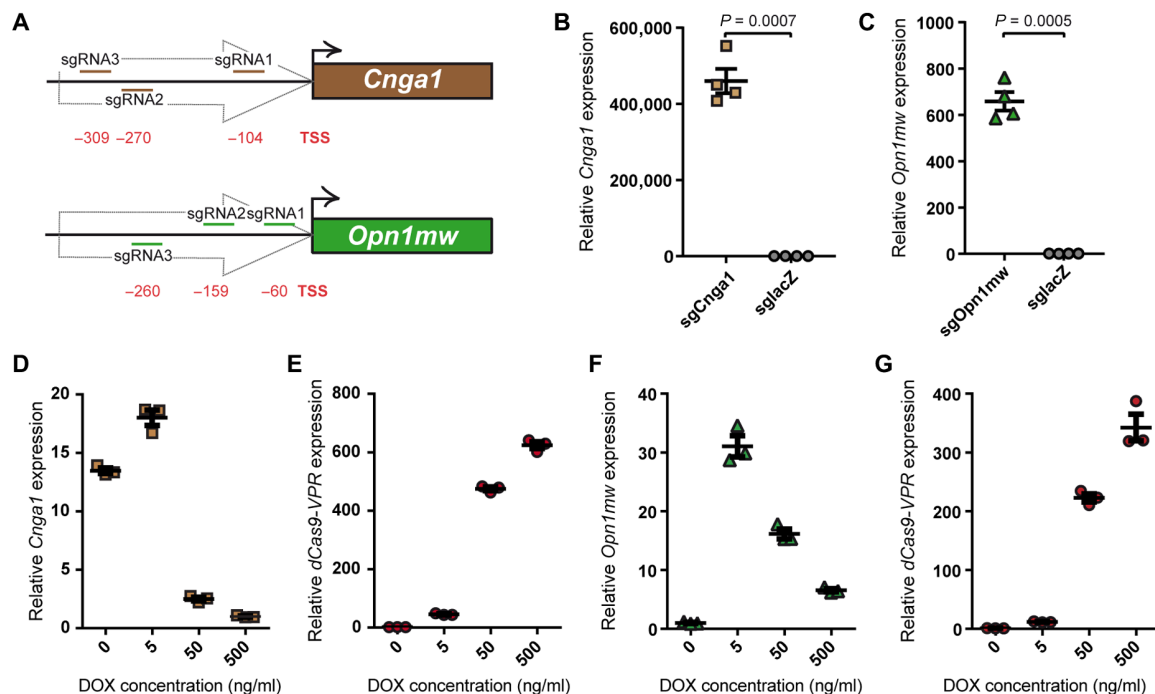 A
sgRNA3 sgRNA1
sgRNA2
Cnga1
–309 –270 –104 TSS
sgRNA2 sgRNA1
sgRNA3
Opn1mw
–260 –159 –60 TSS
B
P = 0.0007
Relative Cnga1 expression
600,000
400,000
200,000
0
sgCnga1 sglacZ
C
P = 0.0005
Relative Opn1mw expression
1000
800
600
400
200
0
sgOpn1mw sglacZ
D
Relative Cnga1 expression
20
15
10
5
0
0 5 50 500
DOX concentration (ng/ml)
E
Relative dCas9-VPR expression
800
600
400
200
0
0 5 50 500
DOX concentration (ng/ml)
F
Relative Opn1mw expression
40
30
20
10
0
0 5 50 500
DOX concentration (ng/ml)
G
Relative dCas9-VPR expression
400
300
200
100
0
0 5 50 500
DOX concentration (ng/ml)